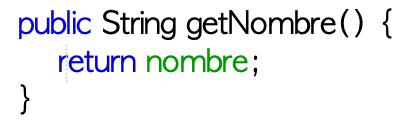 public String getNombre() {
    return nombre;
}